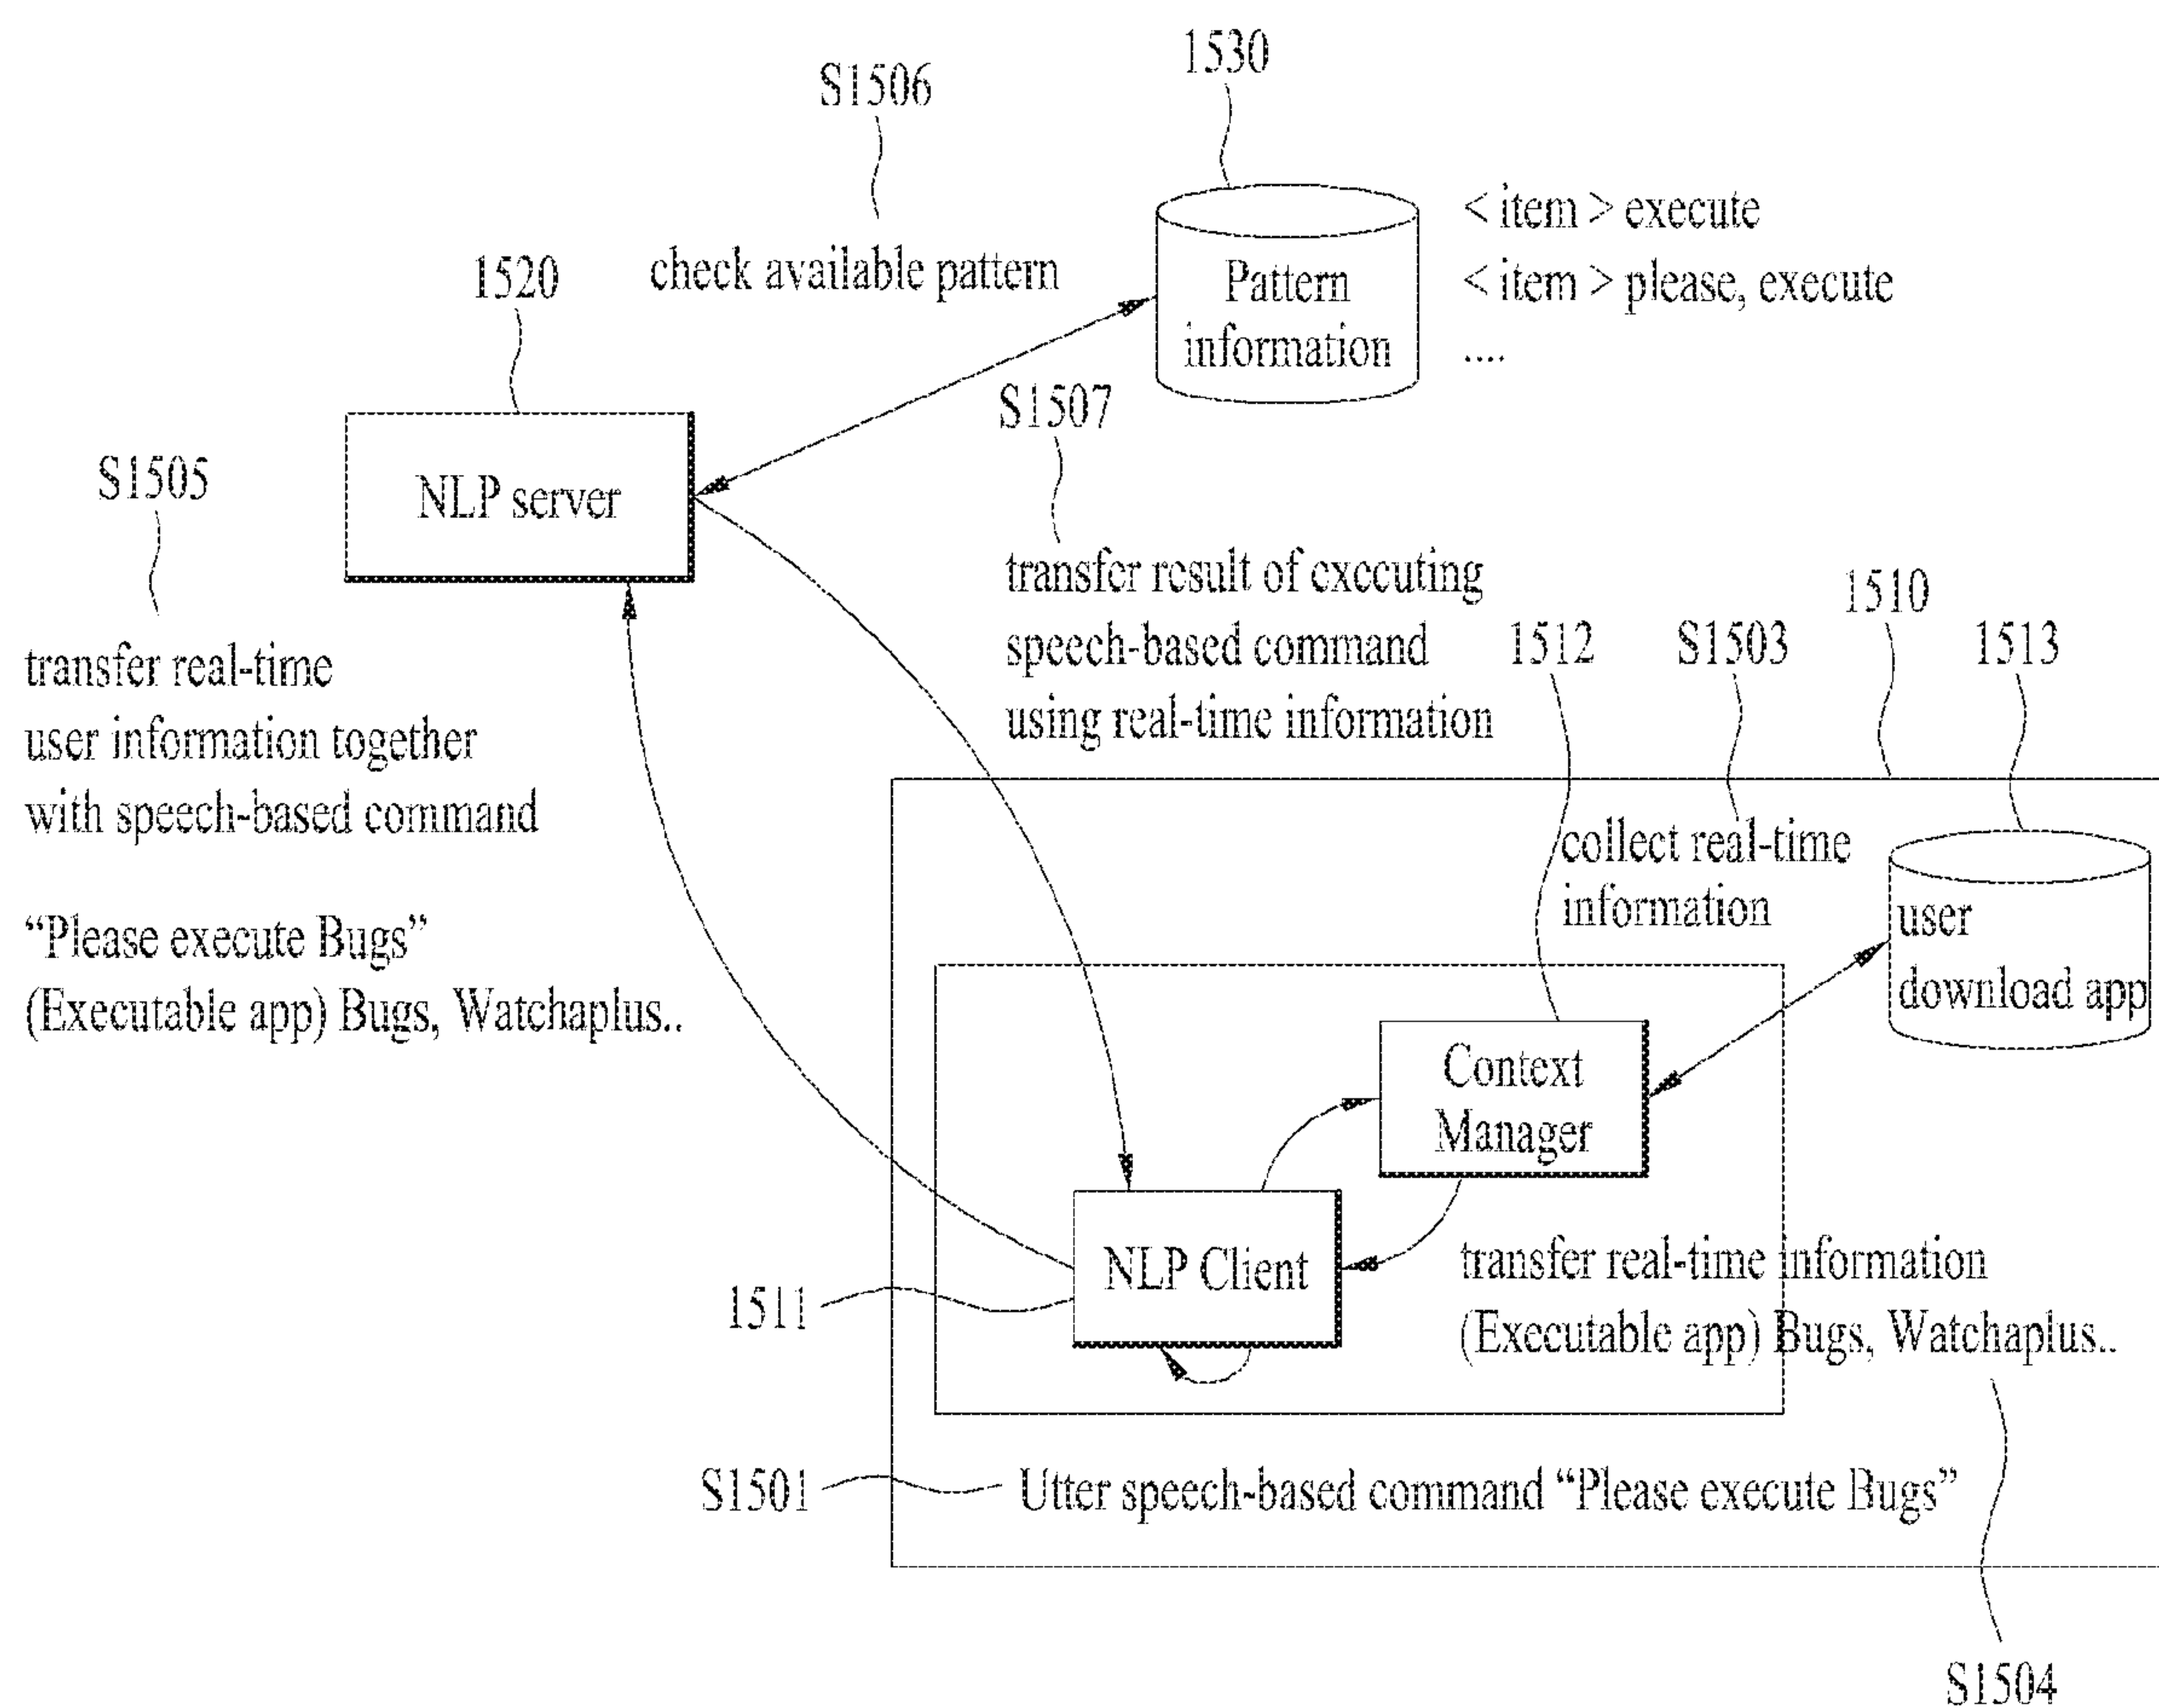 1530
S1506
< item > execute
1520
check available pattern
Pattern
information
< item > please, execute
....
S1507
S1505
NLP server
transfer result of executing
speech-based command
using real-time information
1510
1512
S1503
1513
transfer real-time
user information together
with speech-based command
collect real-time
information
user
download app
“Please execute Bugs”
(Executable app) Bugs, Watchaplus..
Context
Manager
NLP Client
1511
transfer real-time information
(Executable app) Bugs, Watchaplus..
S1501
Utter speech-based command “Please execute Bugs”
S1504